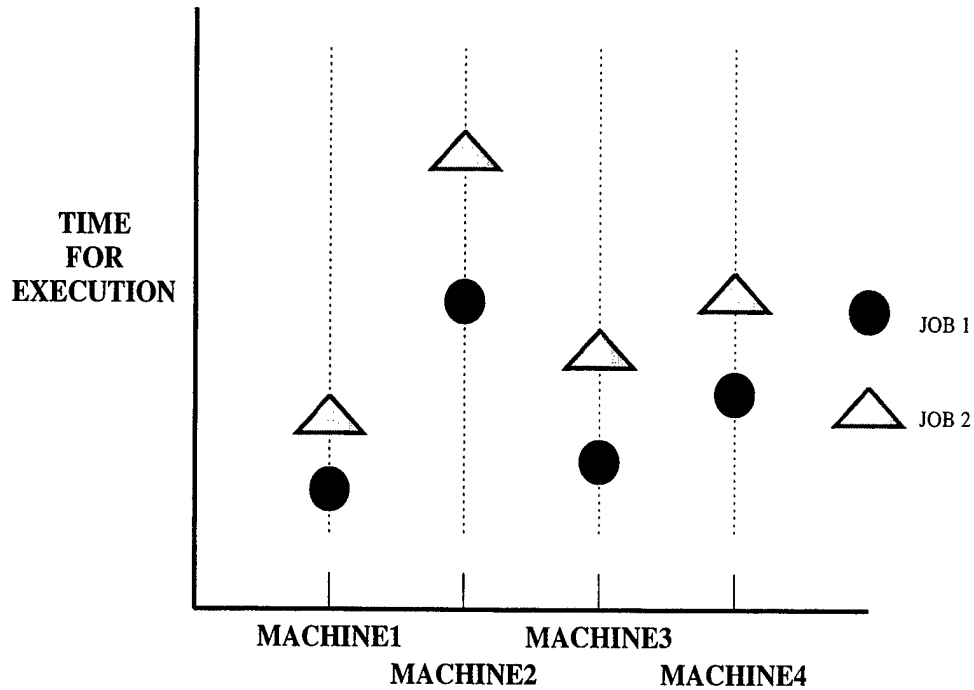 TIME
FOR
EXECUTION
JOB 1
JOB 2
MACHINE1
MACHINE2
MACHINE3
MACHINE4